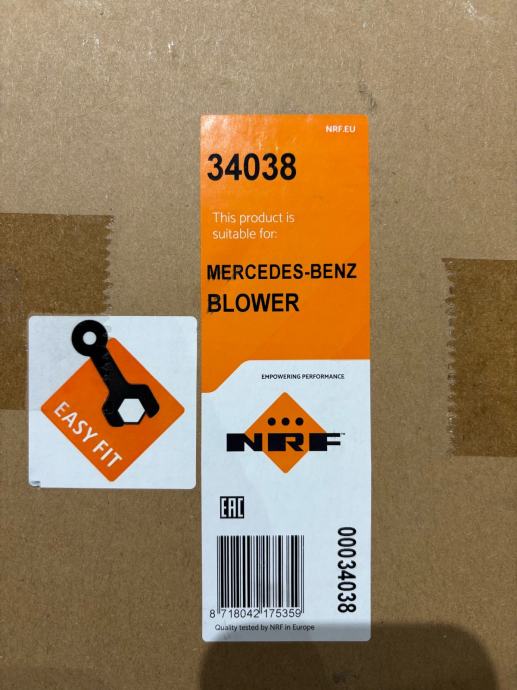 NRF.EU
34038
This product is
suitable for:
MERCEDES-BENZ
BLOWER
EMPOWERING PERFORMANCE
NRF™
EASY FIT
EAC
00034038
8 718042 175359
Quality tested by NRF in Europe